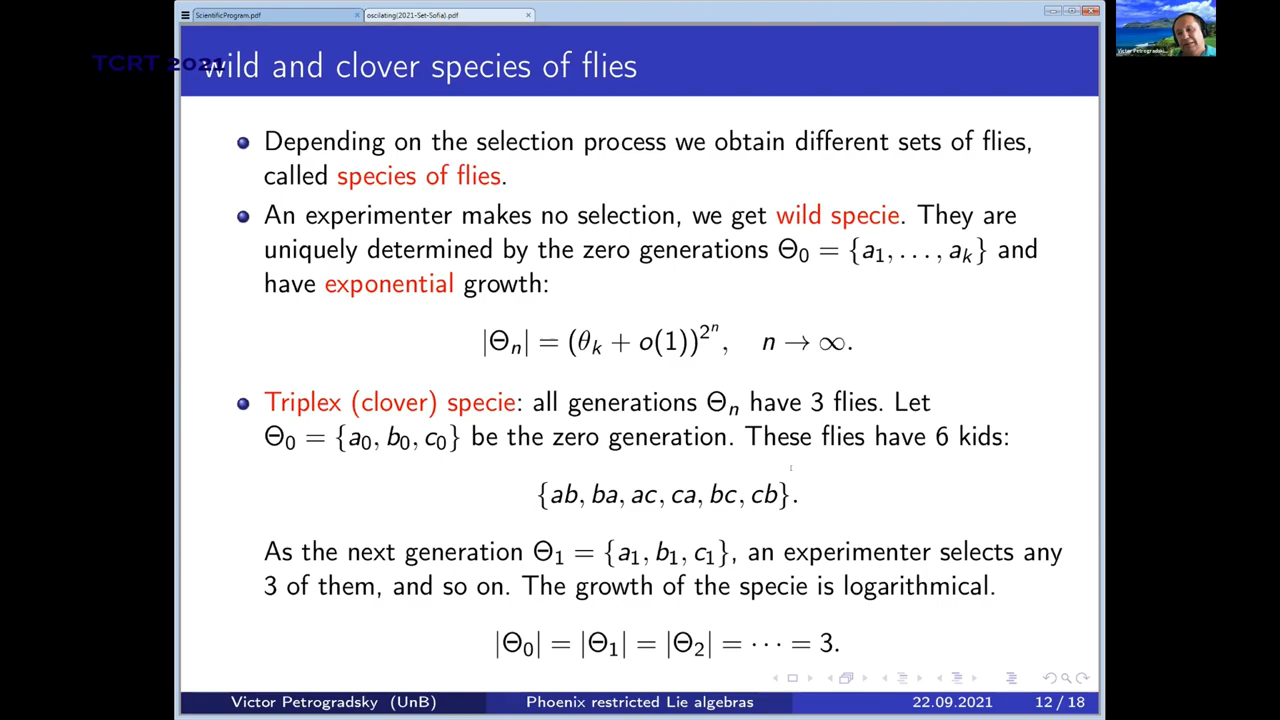 ScientificProgram.pdf
oscilating(2021-Set-Sofia).pdf
TCRT 2021
wild and clover species of flies
Depending on the selection process we obtain different sets of flies,
called species of flies.
An experimenter makes no selection, we get wild specie. They are
uniquely determined by the zero generations Θ₀ = {a₁, . . . , aₖ} and
have exponential growth:
|Θₙ| = (θₖ + o(1))^{2ⁿ}, n → ∞.
Triplex (clover) specie: all generations Θₙ have 3 flies. Let
Θ₀ = {a₀, b₀, c₀} be the zero generation. These flies have 6 kids:
{ab, ba, ac, ca, bc, cb}.
As the next generation Θ₁ = {a₁, b₁, c₁}, an experimenter selects any
3 of them, and so on. The growth of the specie is logarithmical.
|Θ₀| = |Θ₁| = |Θ₂| = · · · = 3.
Victor Petrogradsky (UnB) Phoenix restricted Lie algebras 22.09.2021 12 / 18